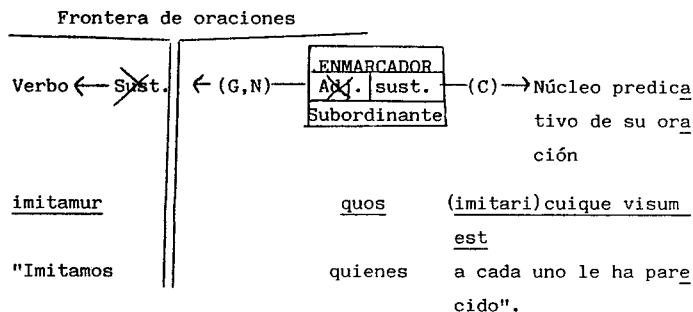 Frontera de oraciones
ENMARCADOR
Verbo ← Sust. ← (G,N) Adj. sust. (C) → Núcleo predica
Subordinante tivo de su ora
ción
imitamur quos (imitari) cuique visum
est
"Imitamos quienes a cada uno le ha pare
cido".